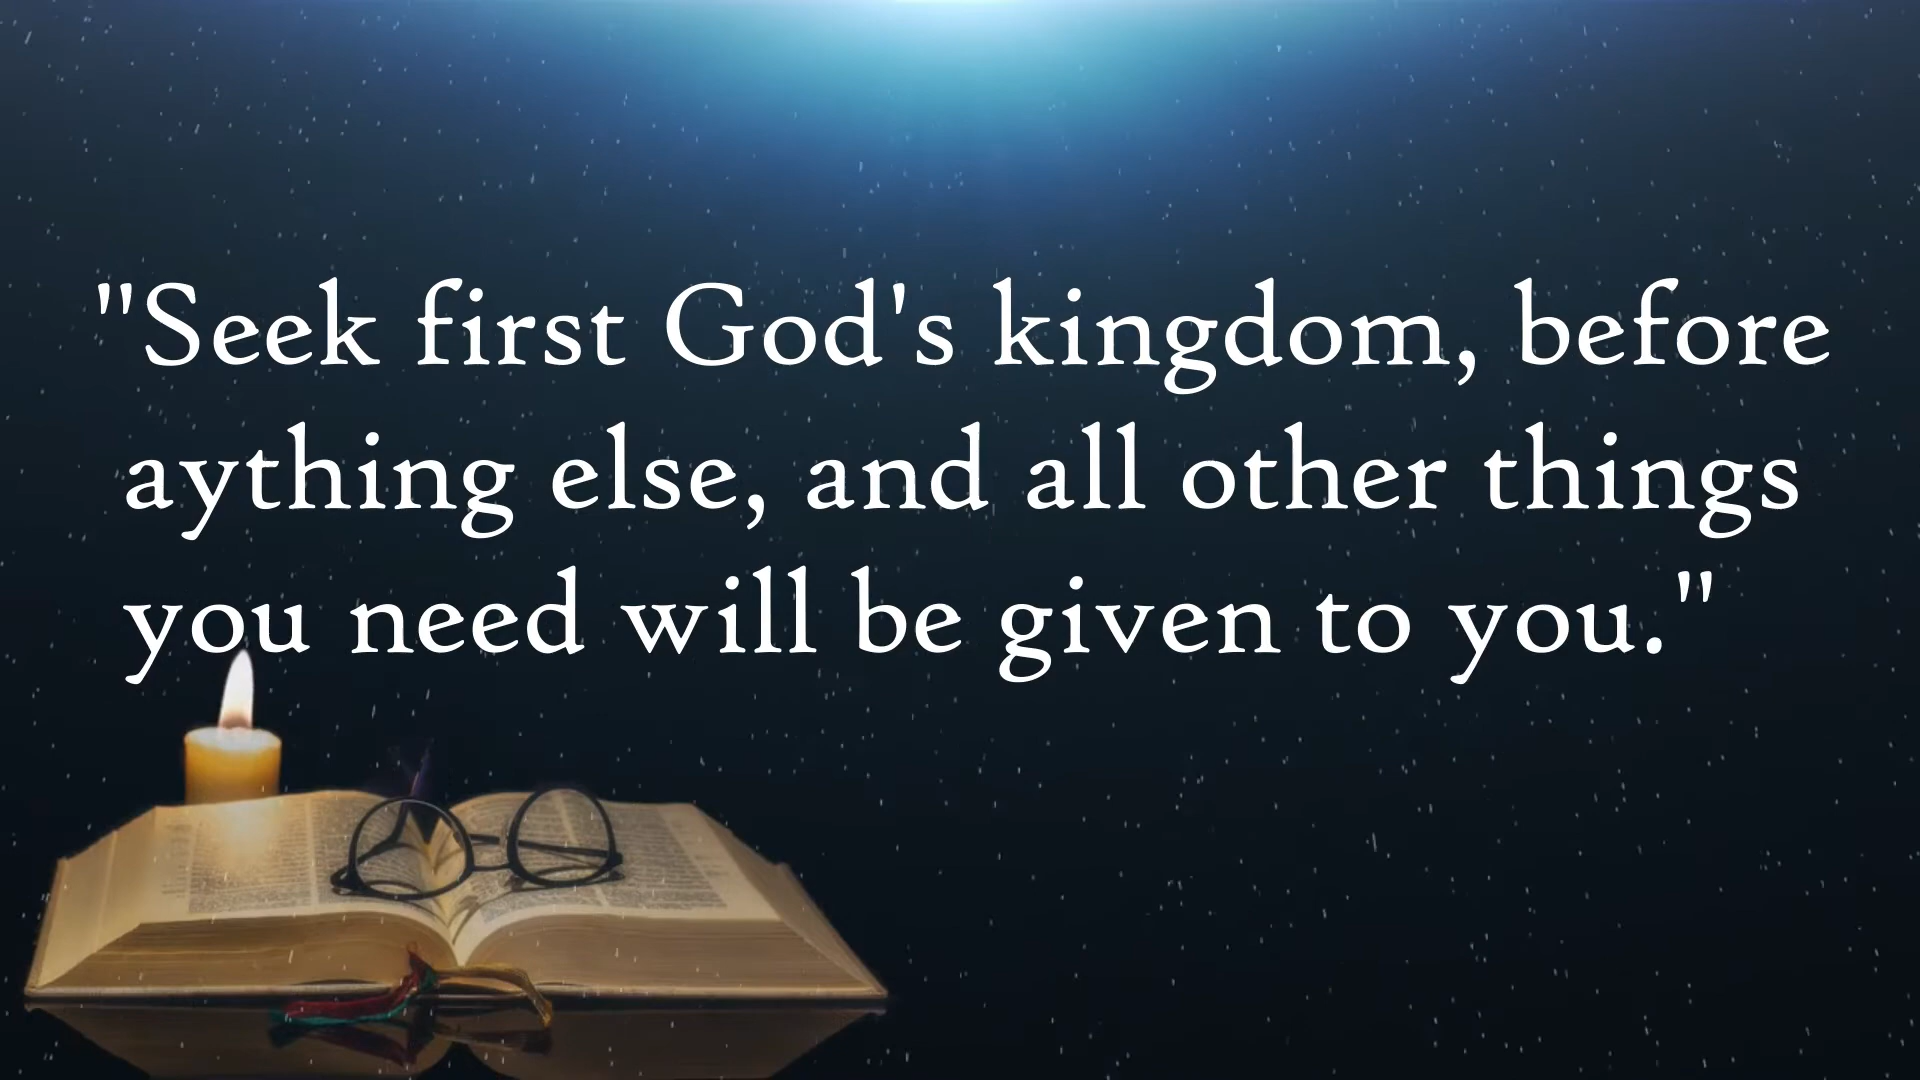 "Seek first God's kingdom, before
aything else, and all other things
you need will be given to you."